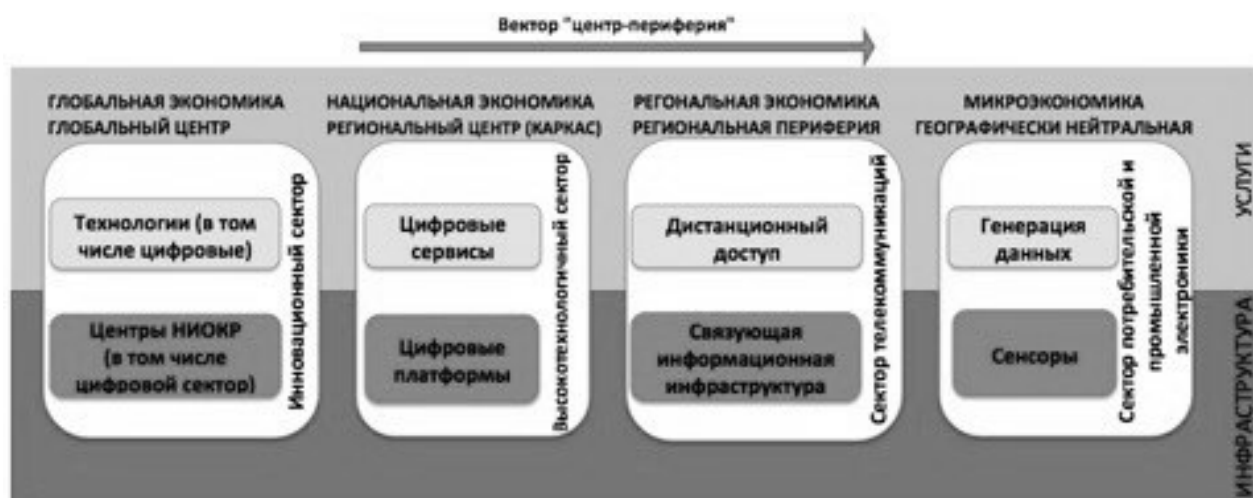 Вектор "центр-периферия"
ГЛОБАЛЬНАЯ ЭКОНОМИКА
ГЛОБАЛЬНЫЙ ЦЕНТР
Технологии (в том
числе цифровые)
Центры НИОКР
(в том числе
цифровой сектор)
Инновационный сектор
НАЦИОНАЛЬНАЯ ЭКОНОМИКА
РЕГИОНАЛЬНЫЙ ЦЕНТР (КАРКАС)
Цифровые
сервисы
Цифровые
платформы
Высокотехнологичный сектор
РЕГОНАЛЬНАЯ ЭКОНОМИКА
РЕГИОНАЛЬНАЯ ПЕРИФЕРИЯ
Дистанционный
доступ
Связующая
информационная
инфраструктура
Сектор телекоммуникаций
МИКРОЭКОНОМИКА
ГЕОГРАФИЧЕСКИ НЕЙТРАЛЬНАЯ
Генерация
данных
Сенсоры
Сектор потребительской и
промышленной
электроники
УСЛУГИ
ИНФРАСТРУКТУРА